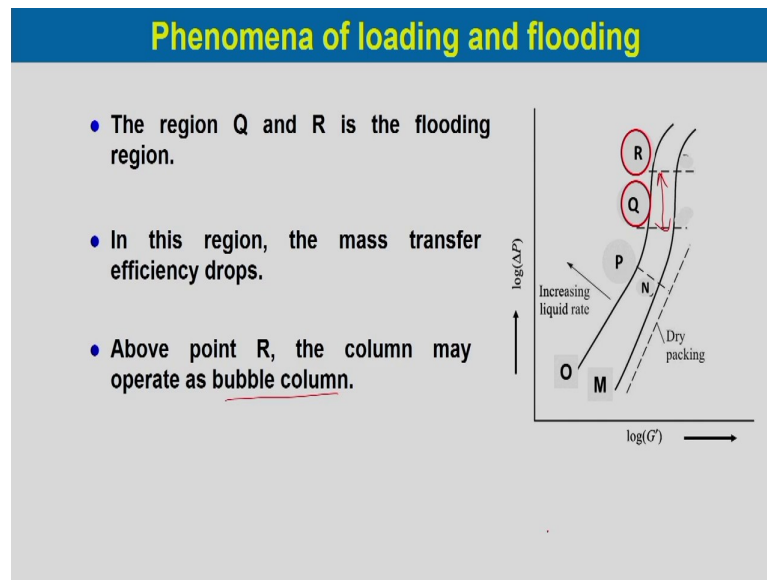 Phenomena of loading and flooding
• The region Q and R is the flooding
region.
• In this region, the mass transfer
efficiency drops.
• Above point R, the column may
operate as bubble column.
R
Q
P
N
Increasing
liquid rate
log(ΔP)
Dry
packing
O
M
log(G′)